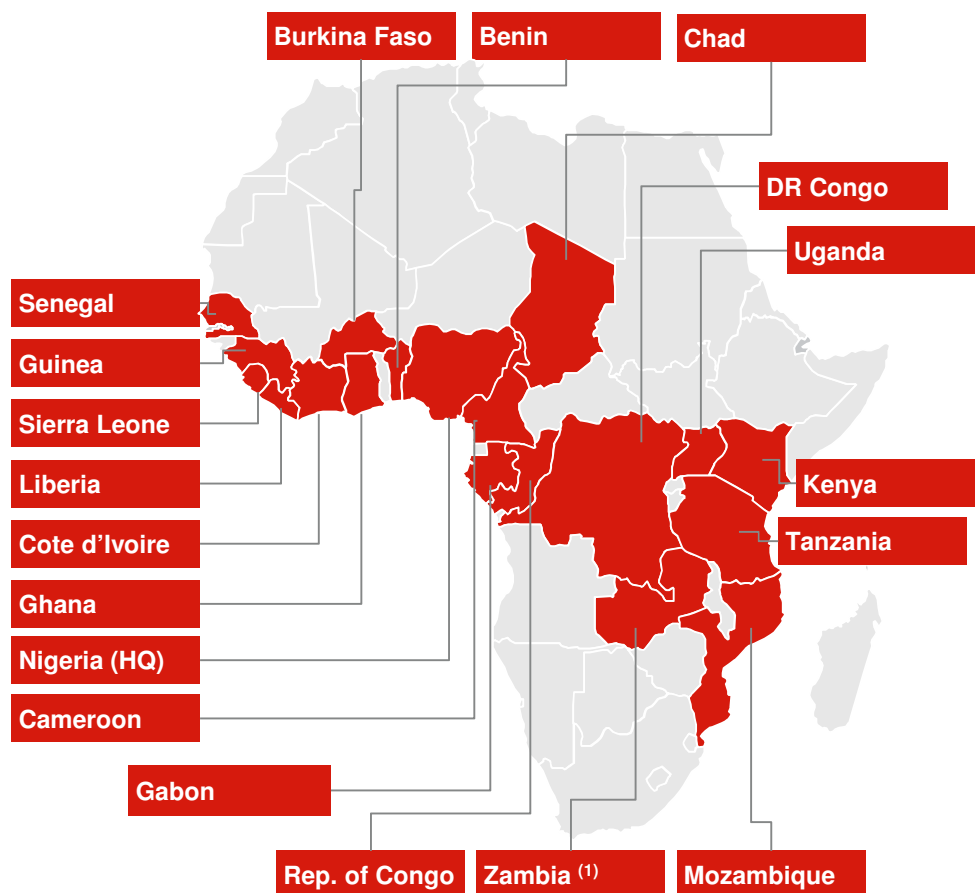 Burkina Faso
Benin
Chad
DR Congo
Uganda
Senegal
Guinea
Sierra Leone
Liberia
Kenya
Cote d’Ivoire
Tanzania
Ghana
Nigeria (HQ)
Cameroon
Gabon
Rep. of Congo
Zambia (1)
Mozambique